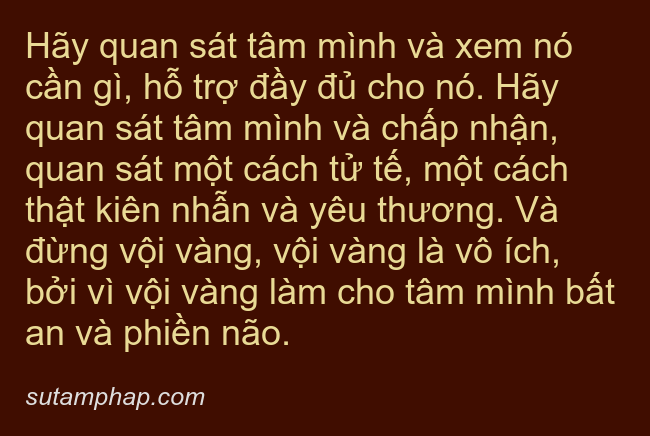 Hãy quan sát tâm mình và xem nó
cần gì, hỗ trợ đầy đủ cho nó. Hãy
quan sát tâm mình và chấp nhận,
quan sát một cách tử tế, một cách
thật kiên nhẫn và yêu thương. Và
đừng vội vàng, vội vàng là vô ích,
bởi vì vội vàng làm cho tâm mình bất
an và phiền não.
sutamphap.com